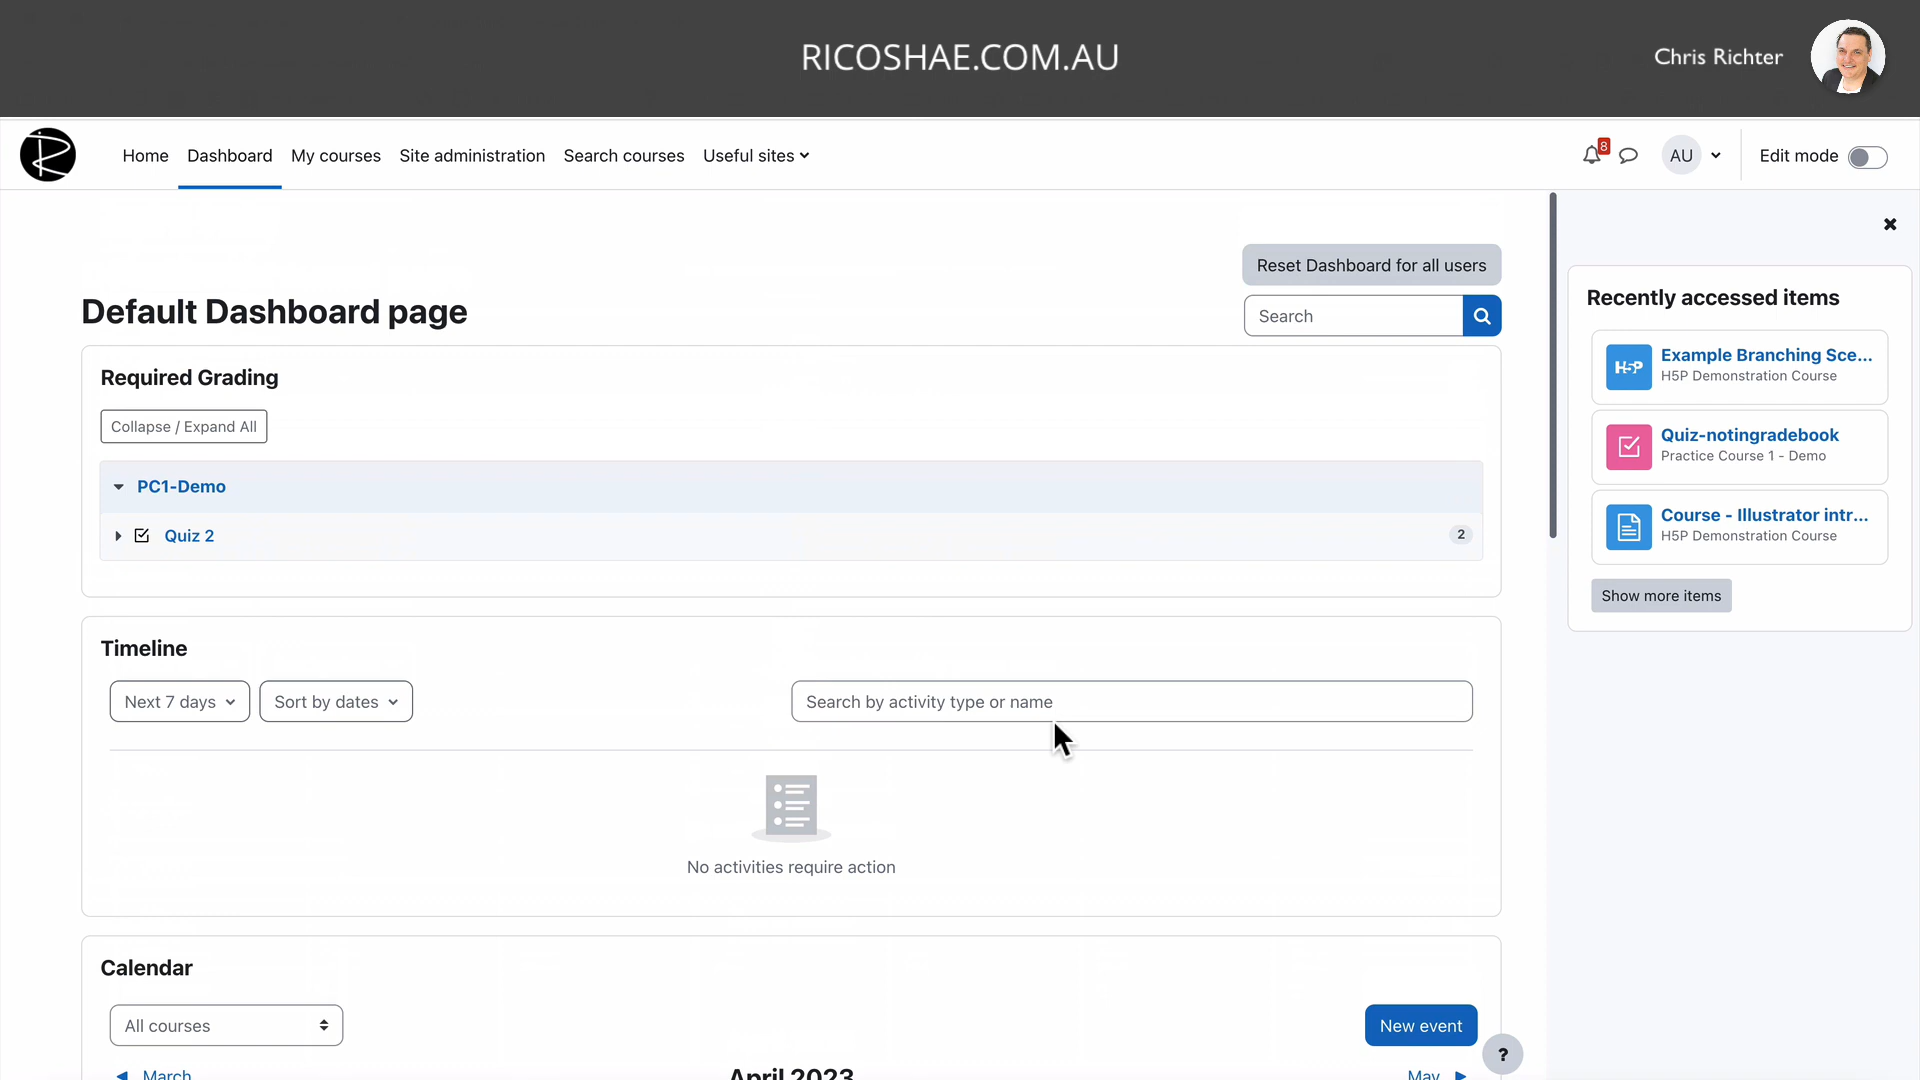 RICOSHAE.COM.AU
Chris Richter
Home Dashboard My courses Site administration Search courses Useful sites
8
AU
Edit mode
Reset Dashboard for all users
Default Dashboard page
Search
Required Grading
Collapse / Expand All
PC1-Demo
Quiz 2
2
Timeline
Next 7 days
Sort by dates
Search by activity type or name
No activities require action
Calendar
All courses
New event
?
March
April 2023
May
Recently accessed items
H5P
Example Branching Sce...
H5P Demonstration Course
Quiz-notingradebook
Practice Course 1 - Demo
Course - Illustrator intr...
H5P Demonstration Course
Show more items